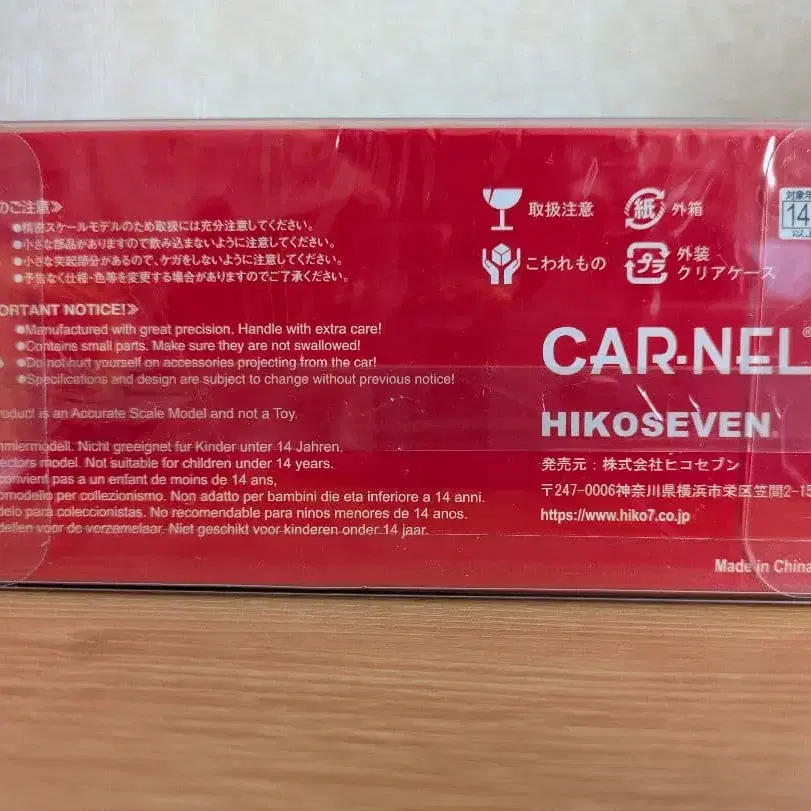 のご注意》
●精密スケールモデルのため取扱には充分注意してください。
●小さな部品がありますので飲み込まないように注意してください。
●小さな突起部分があるので、ケガをしないように注意してください。
●予告なく仕様・色等を変更する場合がありますのでご了承ください。
PORTANT NOTICE!》
●Manufactured with great precision. Handle with extra care!
●Contains small parts. Make sure they are not swallowed!
●Do not hurt yourself on accessories projecting from the car!
●Specifications and design are subject to change without previous notice!
roduct is an Accurate Scale Model and not a Toy.
mmlermodell. Nicht geeignet fur Kinder unter 14 Jahren.
ectors model. Not suitable for children under 14 years.
convient pas a un enfant de moins de 14 ans,
omodello per collezionismo. Non adatto per bambini die eta inferiore a 14 anni.
delo para coleccionistas. No recomendable para ninos menores de 14 anos.
dellen voor de verzamelaar. Niet geschikt voor kinderen onder 14 jaar.
取扱注意
紙 外箱
こわれもの
プラ 外装
クリアケース
対象年
14
以上
CAR·NEL®
HIKOSEVEN
発売元：株式会社ヒコセブン
〒247-0006神奈川県横浜市栄区笠間2-15
https://www.hiko7.co.jp
Made in China